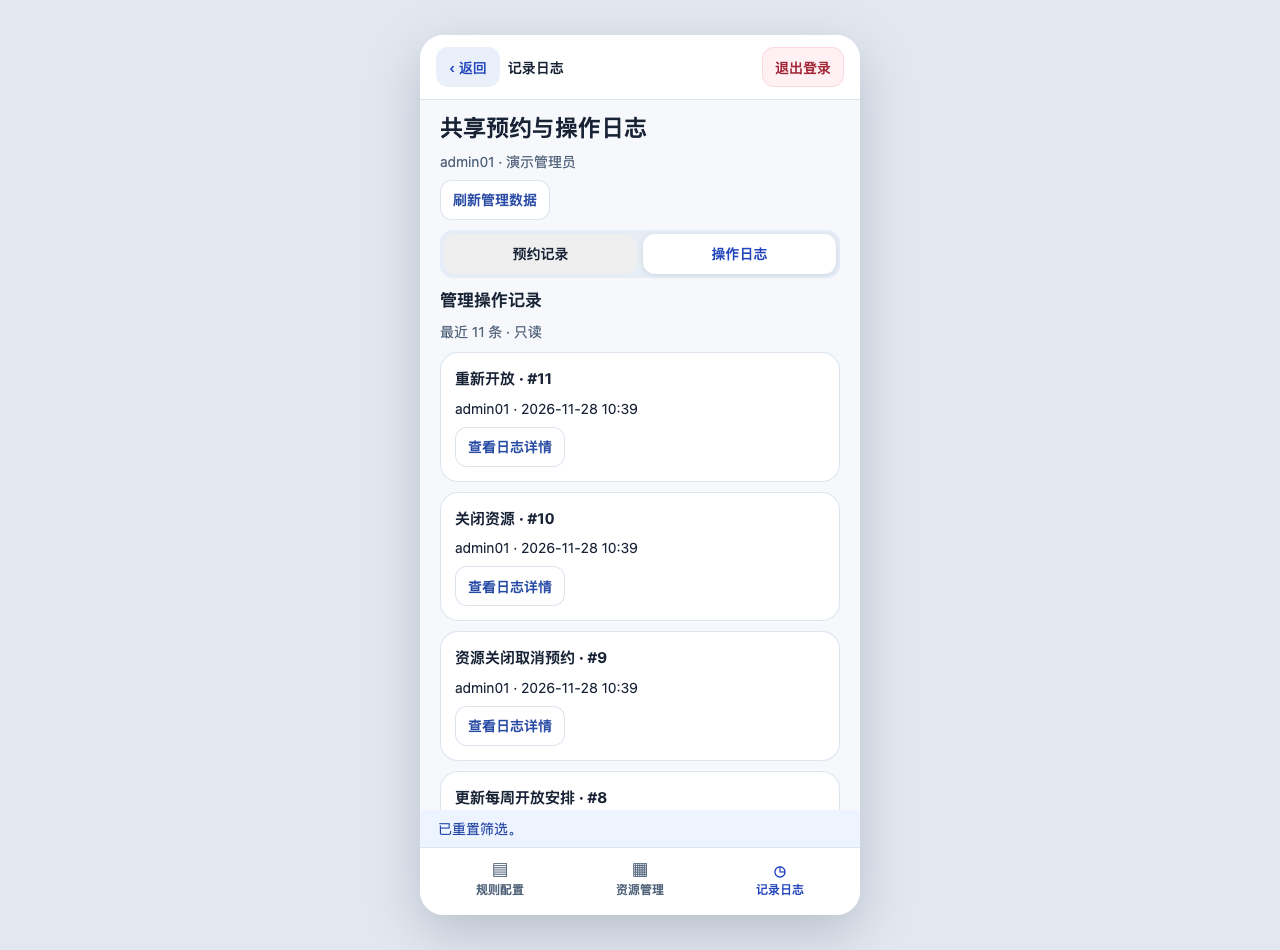 ‹ 返回 记录日志 退出登录
共享预约与操作日志
admin01 · 演示管理员
刷新管理数据
预约记录 操作日志
管理操作记录
最近 11 条 · 只读
重新开放 · #11
admin01 · 2026-11-28 10:39
查看日志详情
关闭资源 · #10
admin01 · 2026-11-28 10:39
查看日志详情
资源关闭取消预约 · #9
admin01 · 2026-11-28 10:39
查看日志详情
更新每周开放安排 · #8
已重置筛选。
规则配置 资源管理 记录日志